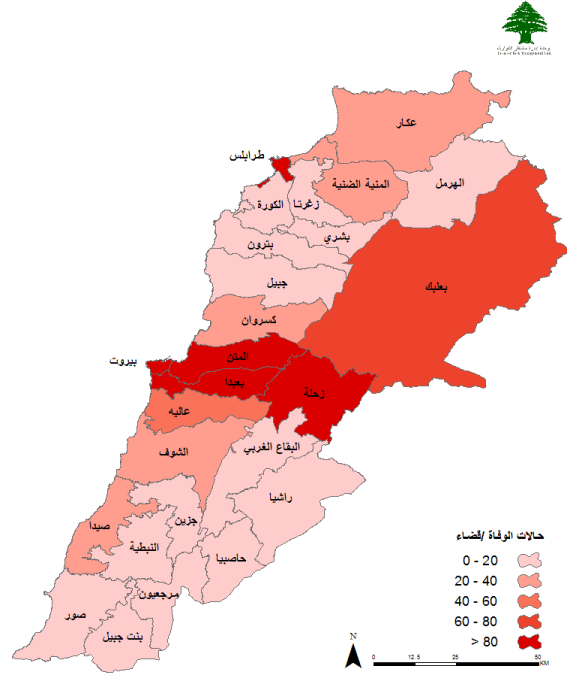 عكار
طرابلس
المنية الضنية
الهرمل
زغرتا
الكورة
بشري
بترون
جبيل
بعلبك
كسروان
المتن
بيروت
بعبدا
زحلة
عاليه
البقاع الغربي
الشوف
راشيا
صيدا
جزين
النبطية
حاصبيا
مرجعيون
صور
بنت جبيل
حالات الوفاة /قضاء
0 - 20
20 - 40
40 - 60
60 - 80
> 80
N
0 12.5 25 50
KM